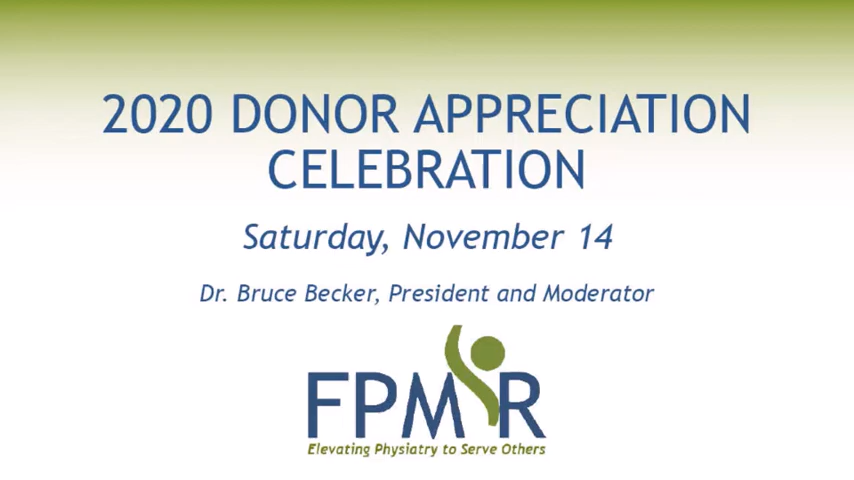 2020 DONOR APPRECIATION
CELEBRATION
Saturday, November 14
Dr. Bruce Becker, President and Moderator
FPMR
Elevating Physiatry to Serve Others